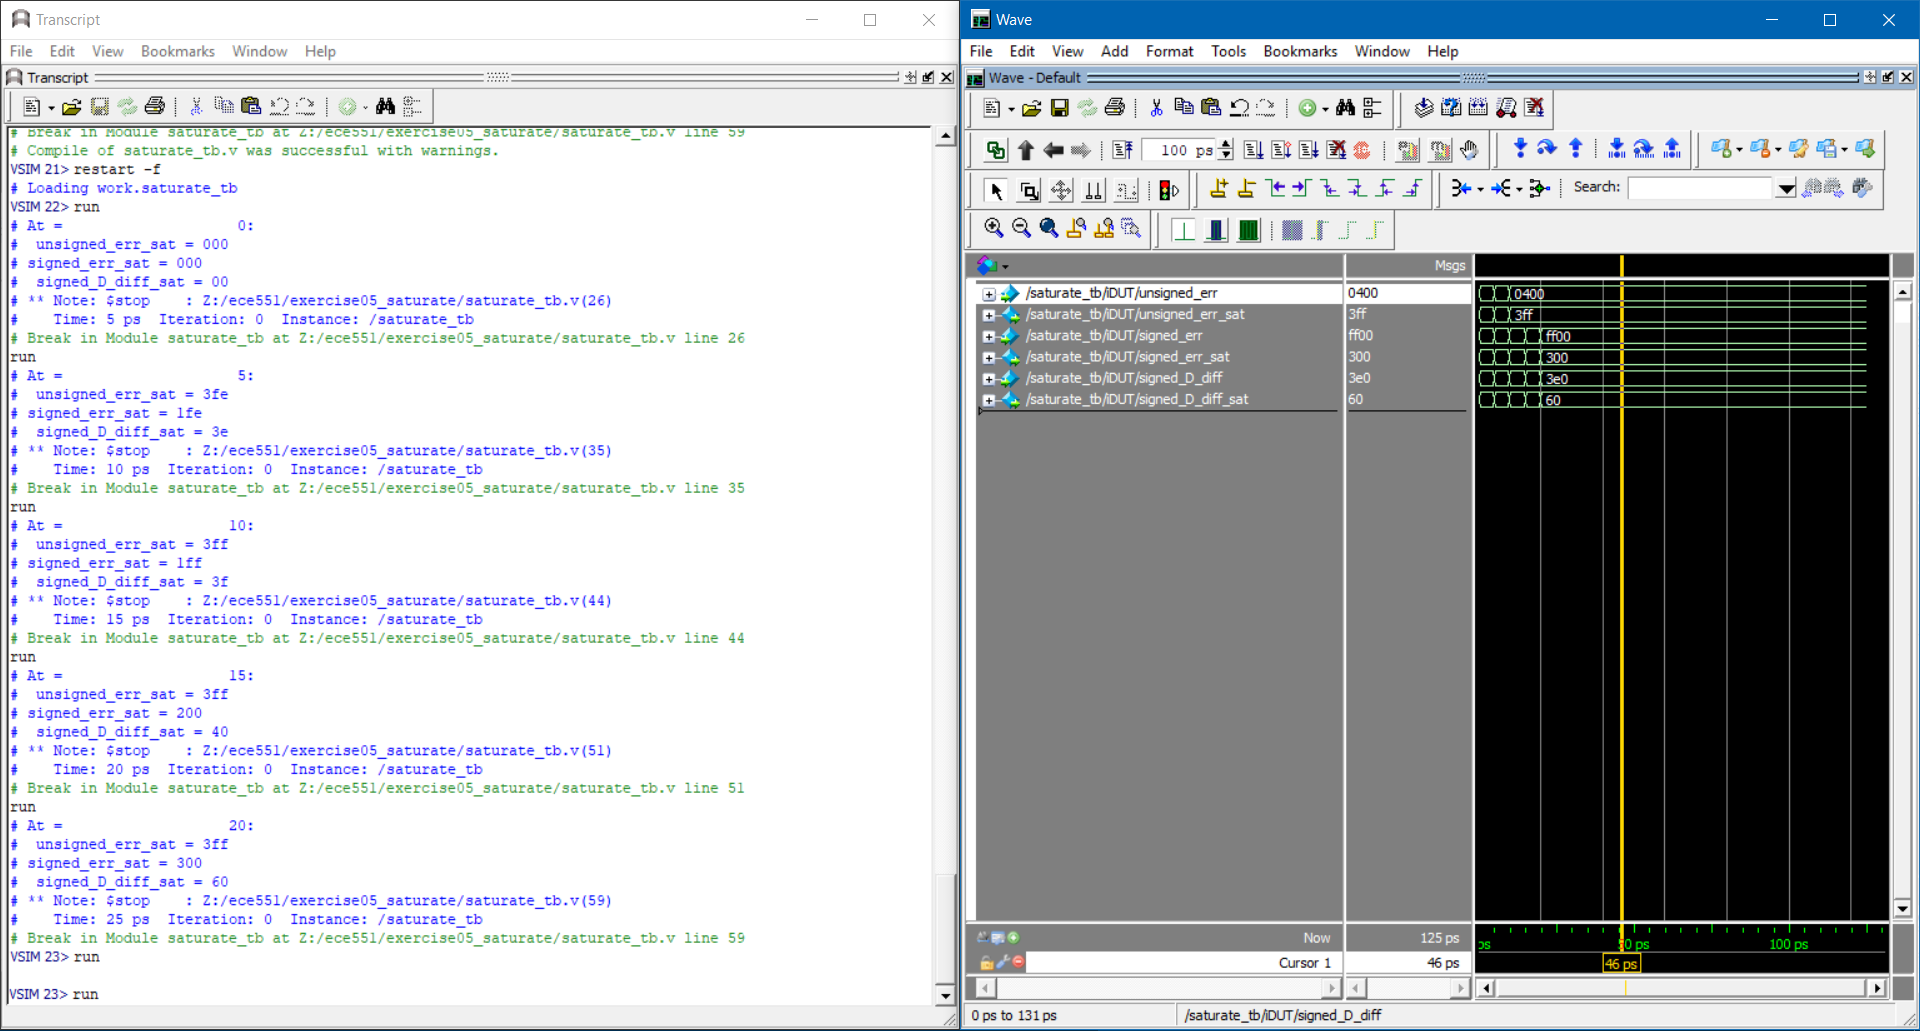 Transcript
File Edit View Bookmarks Window Help
Transcript
# Break in Module saturate_tb at Z:/ece551/exercise05_saturate/saturate_tb.v line 59
# Compile of saturate_tb.v was successful with warnings.
VSIM 21> restart -f
# Loading work.saturate_tb
VSIM 22> run
# At = 0:
# unsigned_err_sat = 000
# signed_err_sat = 000
# signed_D_diff_sat = 00
# ** Note: $stop : Z:/ece551/exercise05_saturate/saturate_tb.v(26)
# Time: 5 ps Iteration: 0 Instance: /saturate_tb
# Break in Module saturate_tb at Z:/ece551/exercise05_saturate/saturate_tb.v line 26
run
# At = 5:
# unsigned_err_sat = 3fe
# signed_err_sat = 1fe
# signed_D_diff_sat = 3e
# ** Note: $stop : Z:/ece551/exercise05_saturate/saturate_tb.v(35)
# Time: 10 ps Iteration: 0 Instance: /saturate_tb
# Break in Module saturate_tb at Z:/ece551/exercise05_saturate/saturate_tb.v line 35
run
# At = 10:
# unsigned_err_sat = 3ff
# signed_err_sat = 1ff
# signed_D_diff_sat = 3f
# ** Note: $stop : Z:/ece551/exercise05_saturate/saturate_tb.v(44)
# Time: 15 ps Iteration: 0 Instance: /saturate_tb
# Break in Module saturate_tb at Z:/ece551/exercise05_saturate/saturate_tb.v line 44
run
# At = 15:
# unsigned_err_sat = 3ff
# signed_err_sat = 200
# signed_D_diff_sat = 40
# ** Note: $stop : Z:/ece551/exercise05_saturate/saturate_tb.v(51)
# Time: 20 ps Iteration: 0 Instance: /saturate_tb
# Break in Module saturate_tb at Z:/ece551/exercise05_saturate/saturate_tb.v line 51
run
# At = 20:
# unsigned_err_sat = 3ff
# signed_err_sat = 300
# signed_D_diff_sat = 60
# ** Note: $stop : Z:/ece551/exercise05_saturate/saturate_tb.v(59)
# Time: 25 ps Iteration: 0 Instance: /saturate_tb
# Break in Module saturate_tb at Z:/ece551/exercise05_saturate/saturate_tb.v line 59
VSIM 23> run
VSIM 23> run
Wave
File Edit View Add Format Tools Bookmarks Window Help
Wave - Default
100 ps
Search:
Msgs
/saturate_tb/iDUT/unsigned_err 0400 0400
/saturate_tb/iDUT/unsigned_err_sat 3ff 3ff
/saturate_tb/iDUT/signed_err ff00 ff00
/saturate_tb/iDUT/signed_err_sat 300 300
/saturate_tb/iDUT/signed_D_diff 3e0 3e0
/saturate_tb/iDUT/signed_D_diff_sat 60 60
Now 125 ps ps 50 ps 100 ps
Cursor 1 46 ps 46 ps
0 ps to 131 ps /saturate_tb/iDUT/signed_D_diff